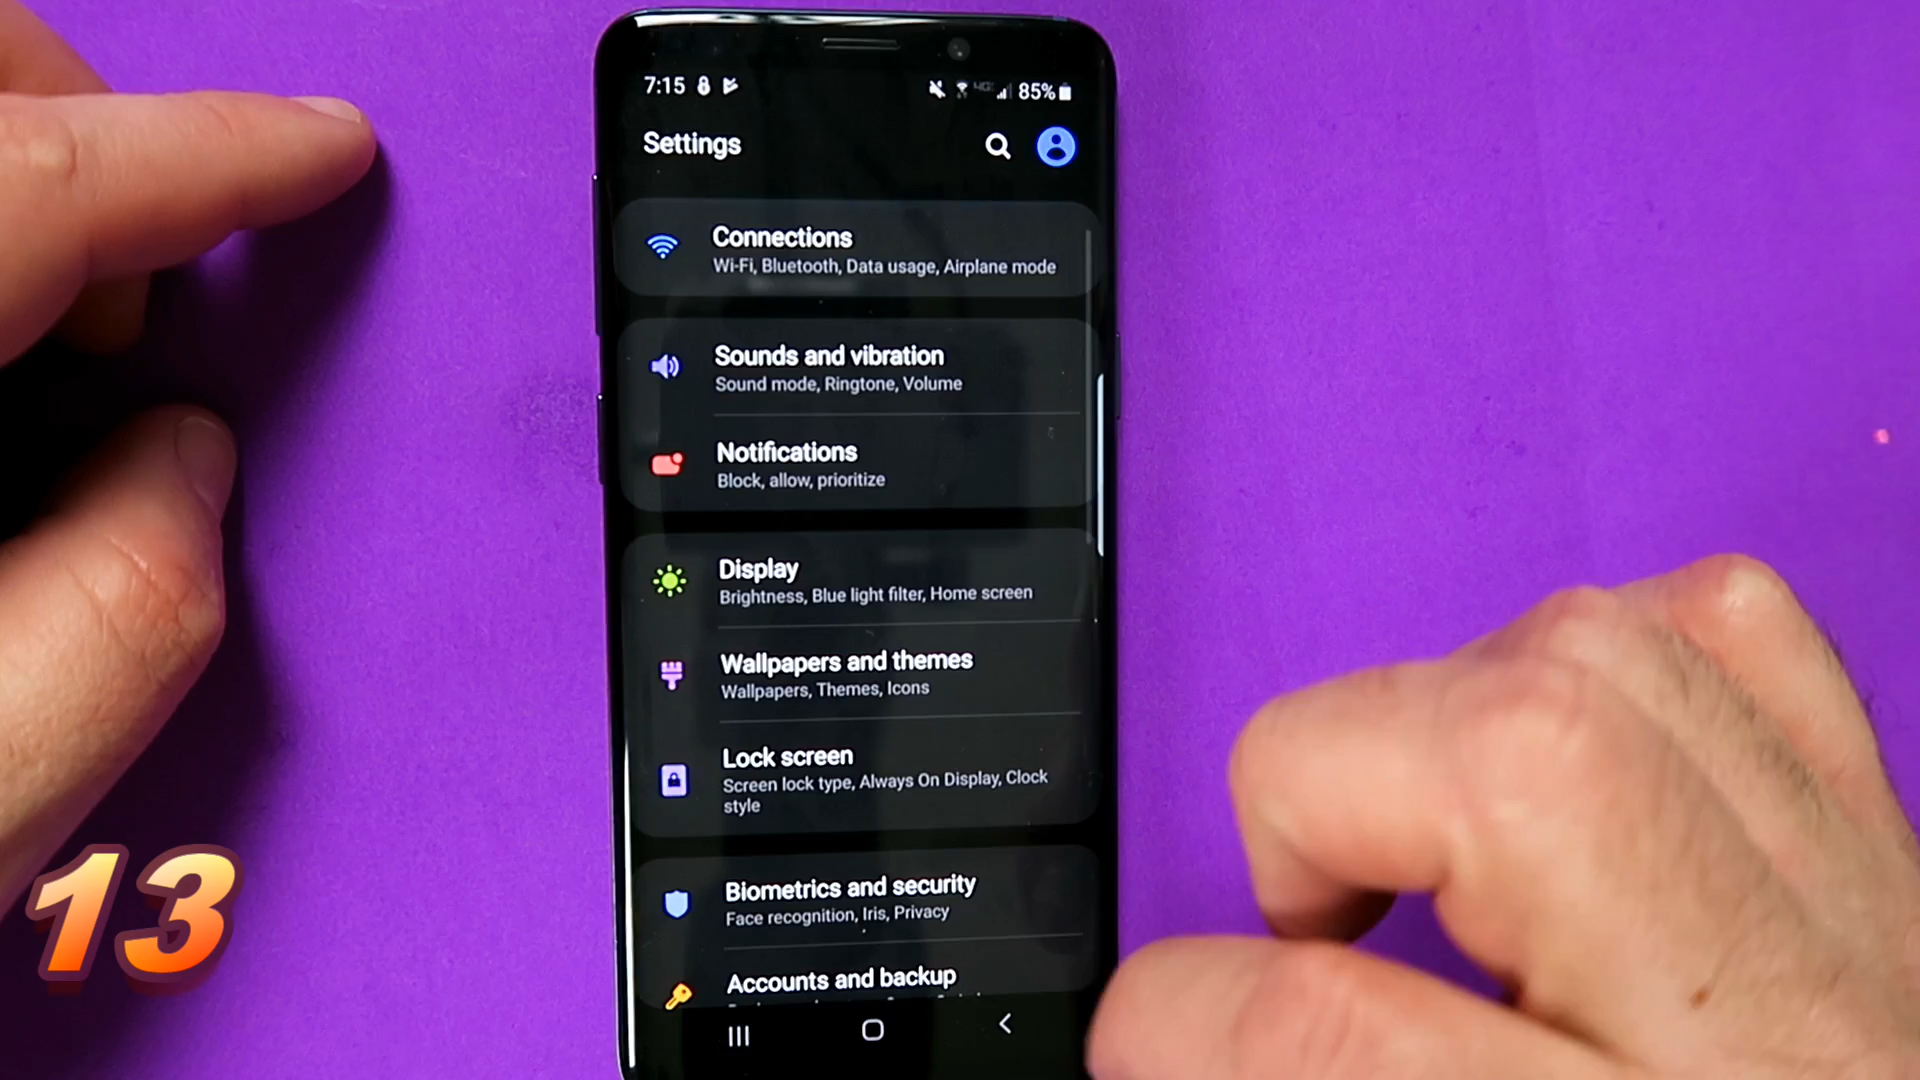 7:15
4G 85%
Settings
Connections
Wi-Fi, Bluetooth, Data usage, Airplane mode
Sounds and vibration
Sound mode, Ringtone, Volume
Notifications
Block, allow, prioritize
Display
Brightness, Blue light filter, Home screen
Wallpapers and themes
Wallpapers, Themes, Icons
Lock screen
Screen lock type, Always On Display, Clock
style
Biometrics and security
Face recognition, Iris, Privacy
Accounts and backup
13